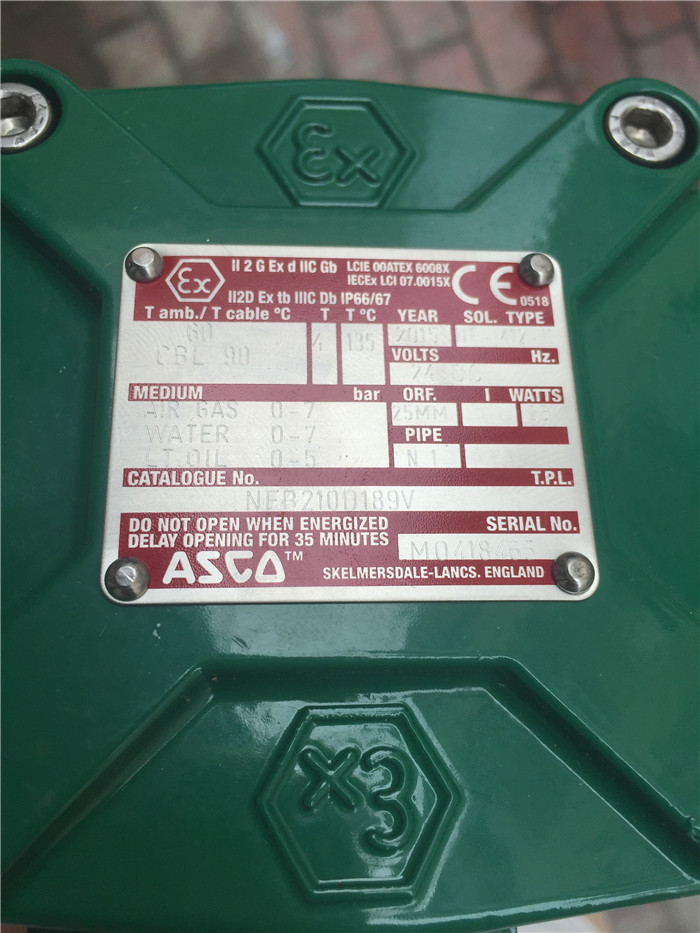 Ex
Ex
II 2 G Ex d IIC Gb LCIE 00ATEX 6008X
IECEx LCI 07.0015X
II2D Ex tb IIIC Db IP66/67
CE 0518
T amb./ T cable °C T T °C YEAR SOL. TYPE
60 4 135 2015
CBL 90
VOLTS Hz.
24 DC
MEDIUM bar ORF. I WATTS
AIR GAS 0-7 25MM
WATER 0-7 PIPE
LT.OIL 0-5 N 1
CATALOGUE No. T.P.L.
NFB210D189V
DO NOT OPEN WHEN ENERGIZED SERIAL No.
DELAY OPENING FOR 35 MINUTES
ASCO™ SKELMERSDALE-LANCS. ENGLAND
Ex